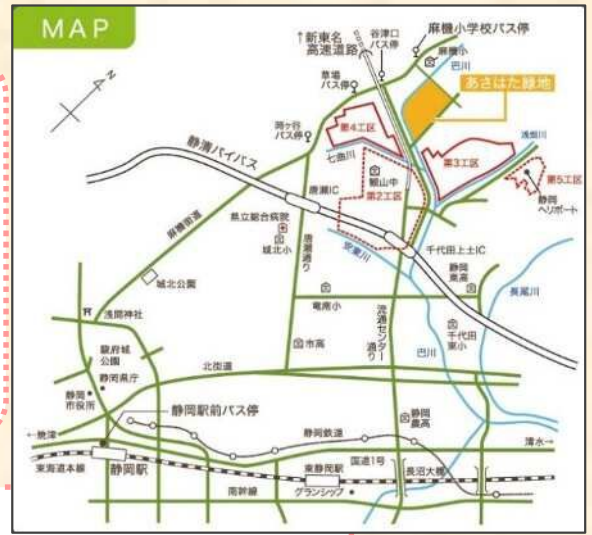 MAP
↑新東名
高速道路
谷津口
バス停
麻機小学校バス停
麻機小
巴川
草場
バス停
あさはた緑地
N
浅畑川
第4工区
七曲川
第3工区
第5工区
静岡
ヘリポート
静清バイパス
唐瀬IC
観山中
第2工区
麻機街道
県立総合病院
城北小
唐瀬通り
安東川
千代田上土IC
城北公園
静岡
東高
長尾川
竜南小
流通センター
通り
千代田
東小
浅間神社
市高
巴川
駿府城
公園
北街道
静岡県庁
静岡
市役所
静岡駅前バス停
静岡
農高
←焼津
静岡鉄道
清水→
東海道本線
静岡駅
東静岡駅
国道1号
長沼大橋
南幹線
グランシップ